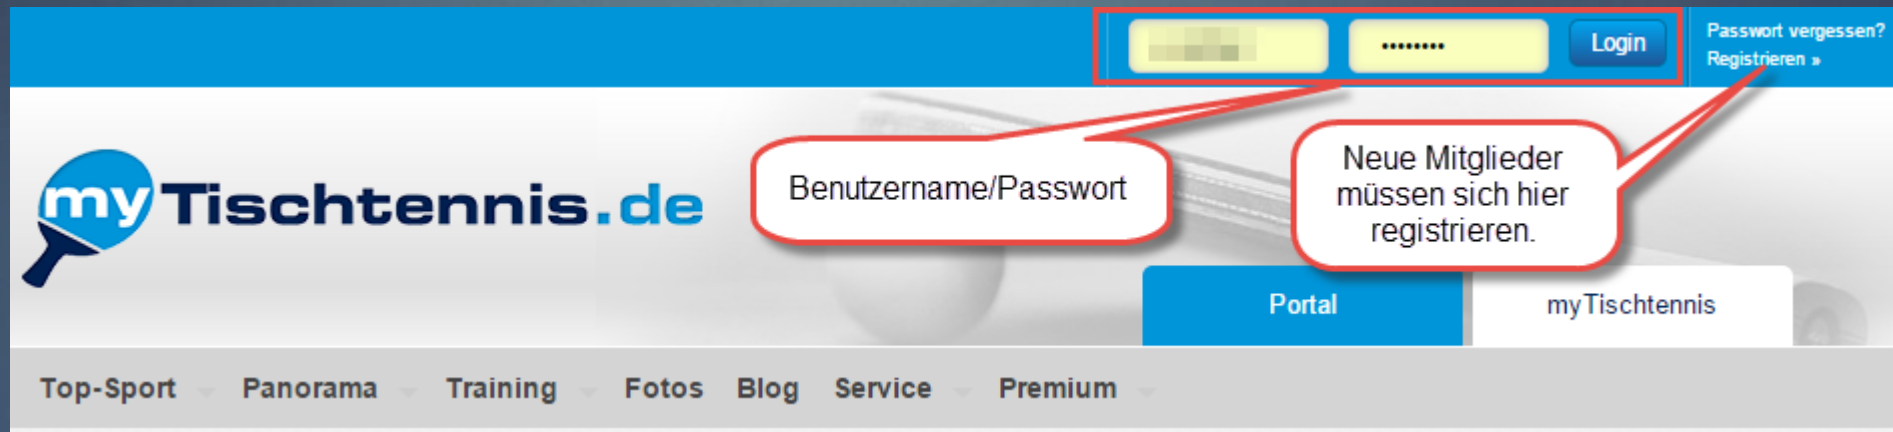 Login
Passwort vergessen?
Registrieren »
myTischtennis.de
Benutzername/Passwort
Neue Mitglieder
müssen sich hier
registrieren.
Portal
myTischtennis
Top-Sport Panorama Training Fotos Blog Service Premium